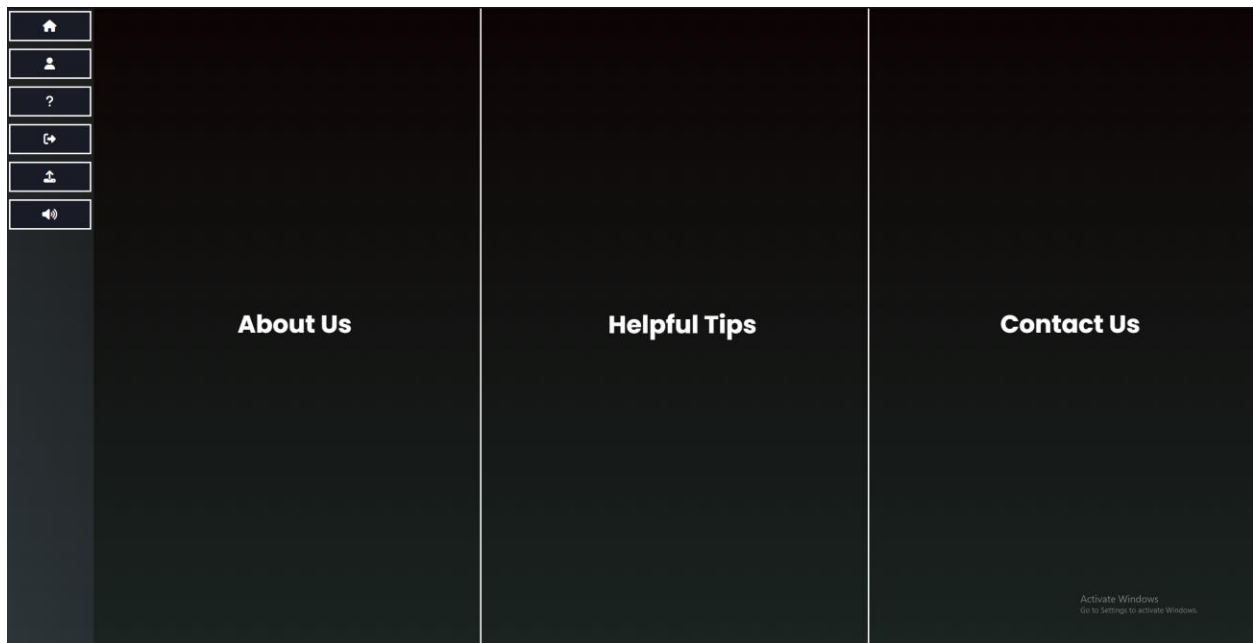 ?
About Us
Helpful Tips
Contact Us
Activate Windows
Go to Settings to activate Windows.